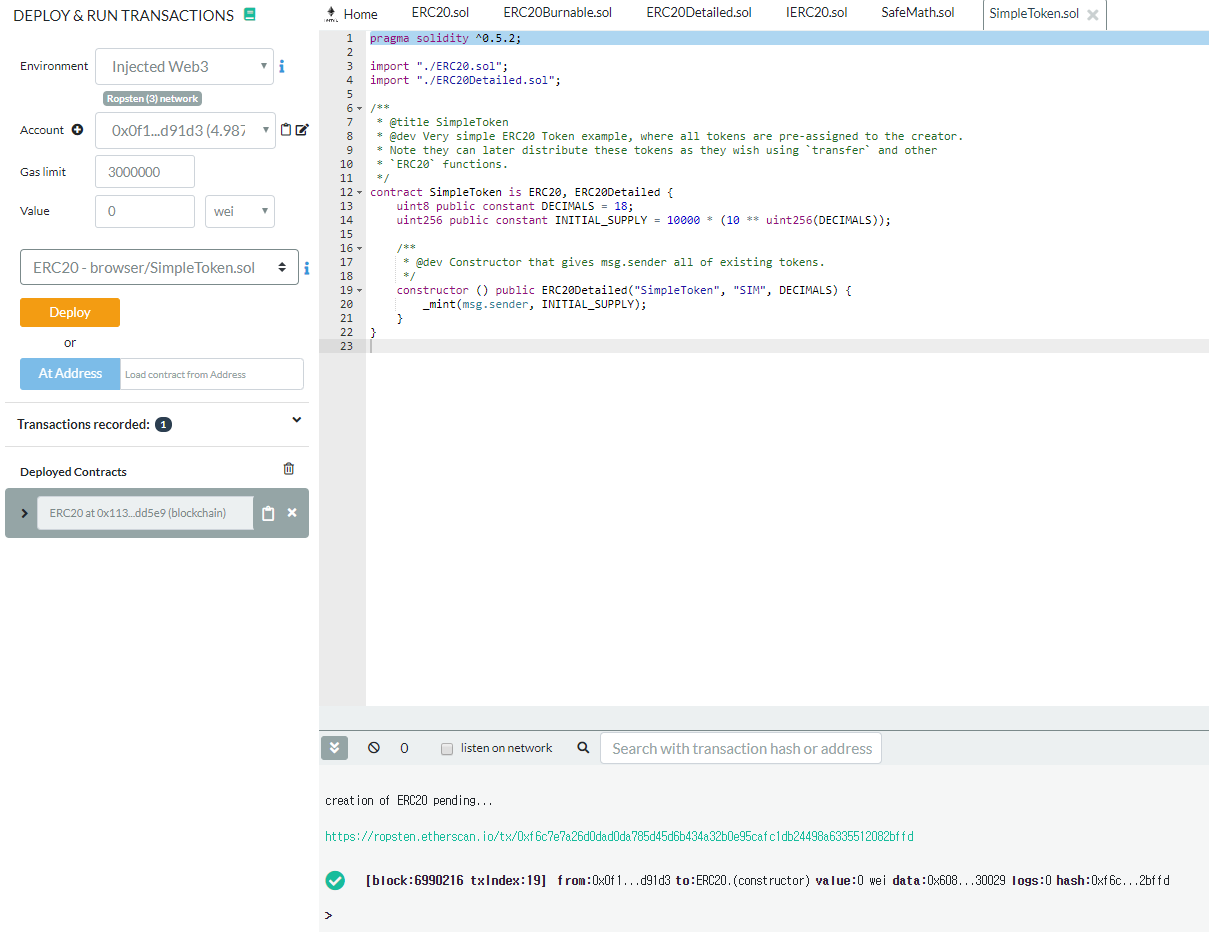 DEPLOY & RUN TRANSACTIONS
Environment Injected Web3
Ropsten (3) network
Account 0x0f1...d91d3 (4.987
Gas limit 3000000
Value 0 wei
ERC20 - browser/SimpleToken.sol
Deploy
or
At Address Load contract from Address
Transactions recorded: 1
Deployed Contracts
ERC20 at 0x113...dd5e9 (blockchain)
Home ERC20.sol ERC20Burnable.sol ERC20Detailed.sol IERC20.sol SafeMath.sol SimpleToken.sol
1 pragma solidity ^0.5.2;
2
3 import "./ERC20.sol";
4 import "./ERC20Detailed.sol";
5
6 /**
7 * @title SimpleToken
8 * @dev Very simple ERC20 Token example, where all tokens are pre-assigned to the creator.
9 * Note they can later distribute these tokens as they wish using `transfer` and other
10 * `ERC20` functions.
11 */
12 contract SimpleToken is ERC20, ERC20Detailed {
13 uint8 public constant DECIMALS = 18;
14 uint256 public constant INITIAL_SUPPLY = 10000 * (10 ** uint256(DECIMALS));
15
16 /**
17 * @dev Constructor that gives msg.sender all of existing tokens.
18 */
19 constructor () public ERC20Detailed("SimpleToken", "SIM", DECIMALS) {
20 _mint(msg.sender, INITIAL_SUPPLY);
21 }
22 }
23
0 listen on network Search with transaction hash or address
creation of ERC20 pending...
https://ropsten.etherscan.io/tx/0xf6c7e7a26d0dad0da785d45d6b434a32b0e95cafc1db24498a6335512082bffd
[block:6990216 txIndex:19] from:0x0f1...d91d3 to:ERC20.(constructor) value:0 wei data:0x608...30029 logs:0 hash:0xf6c...2bffd
>